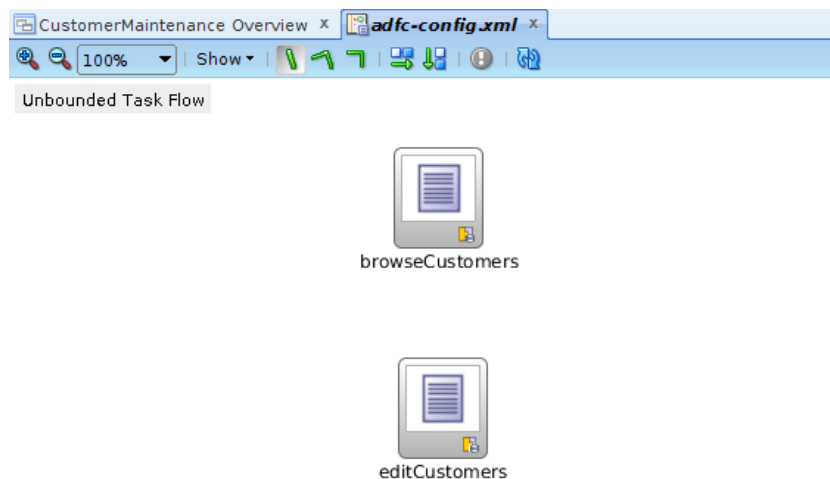 CustomerMaintenance Overview x adfc-config.xml x
100% Show
Unbounded Task Flow
browseCustomers
editCustomers